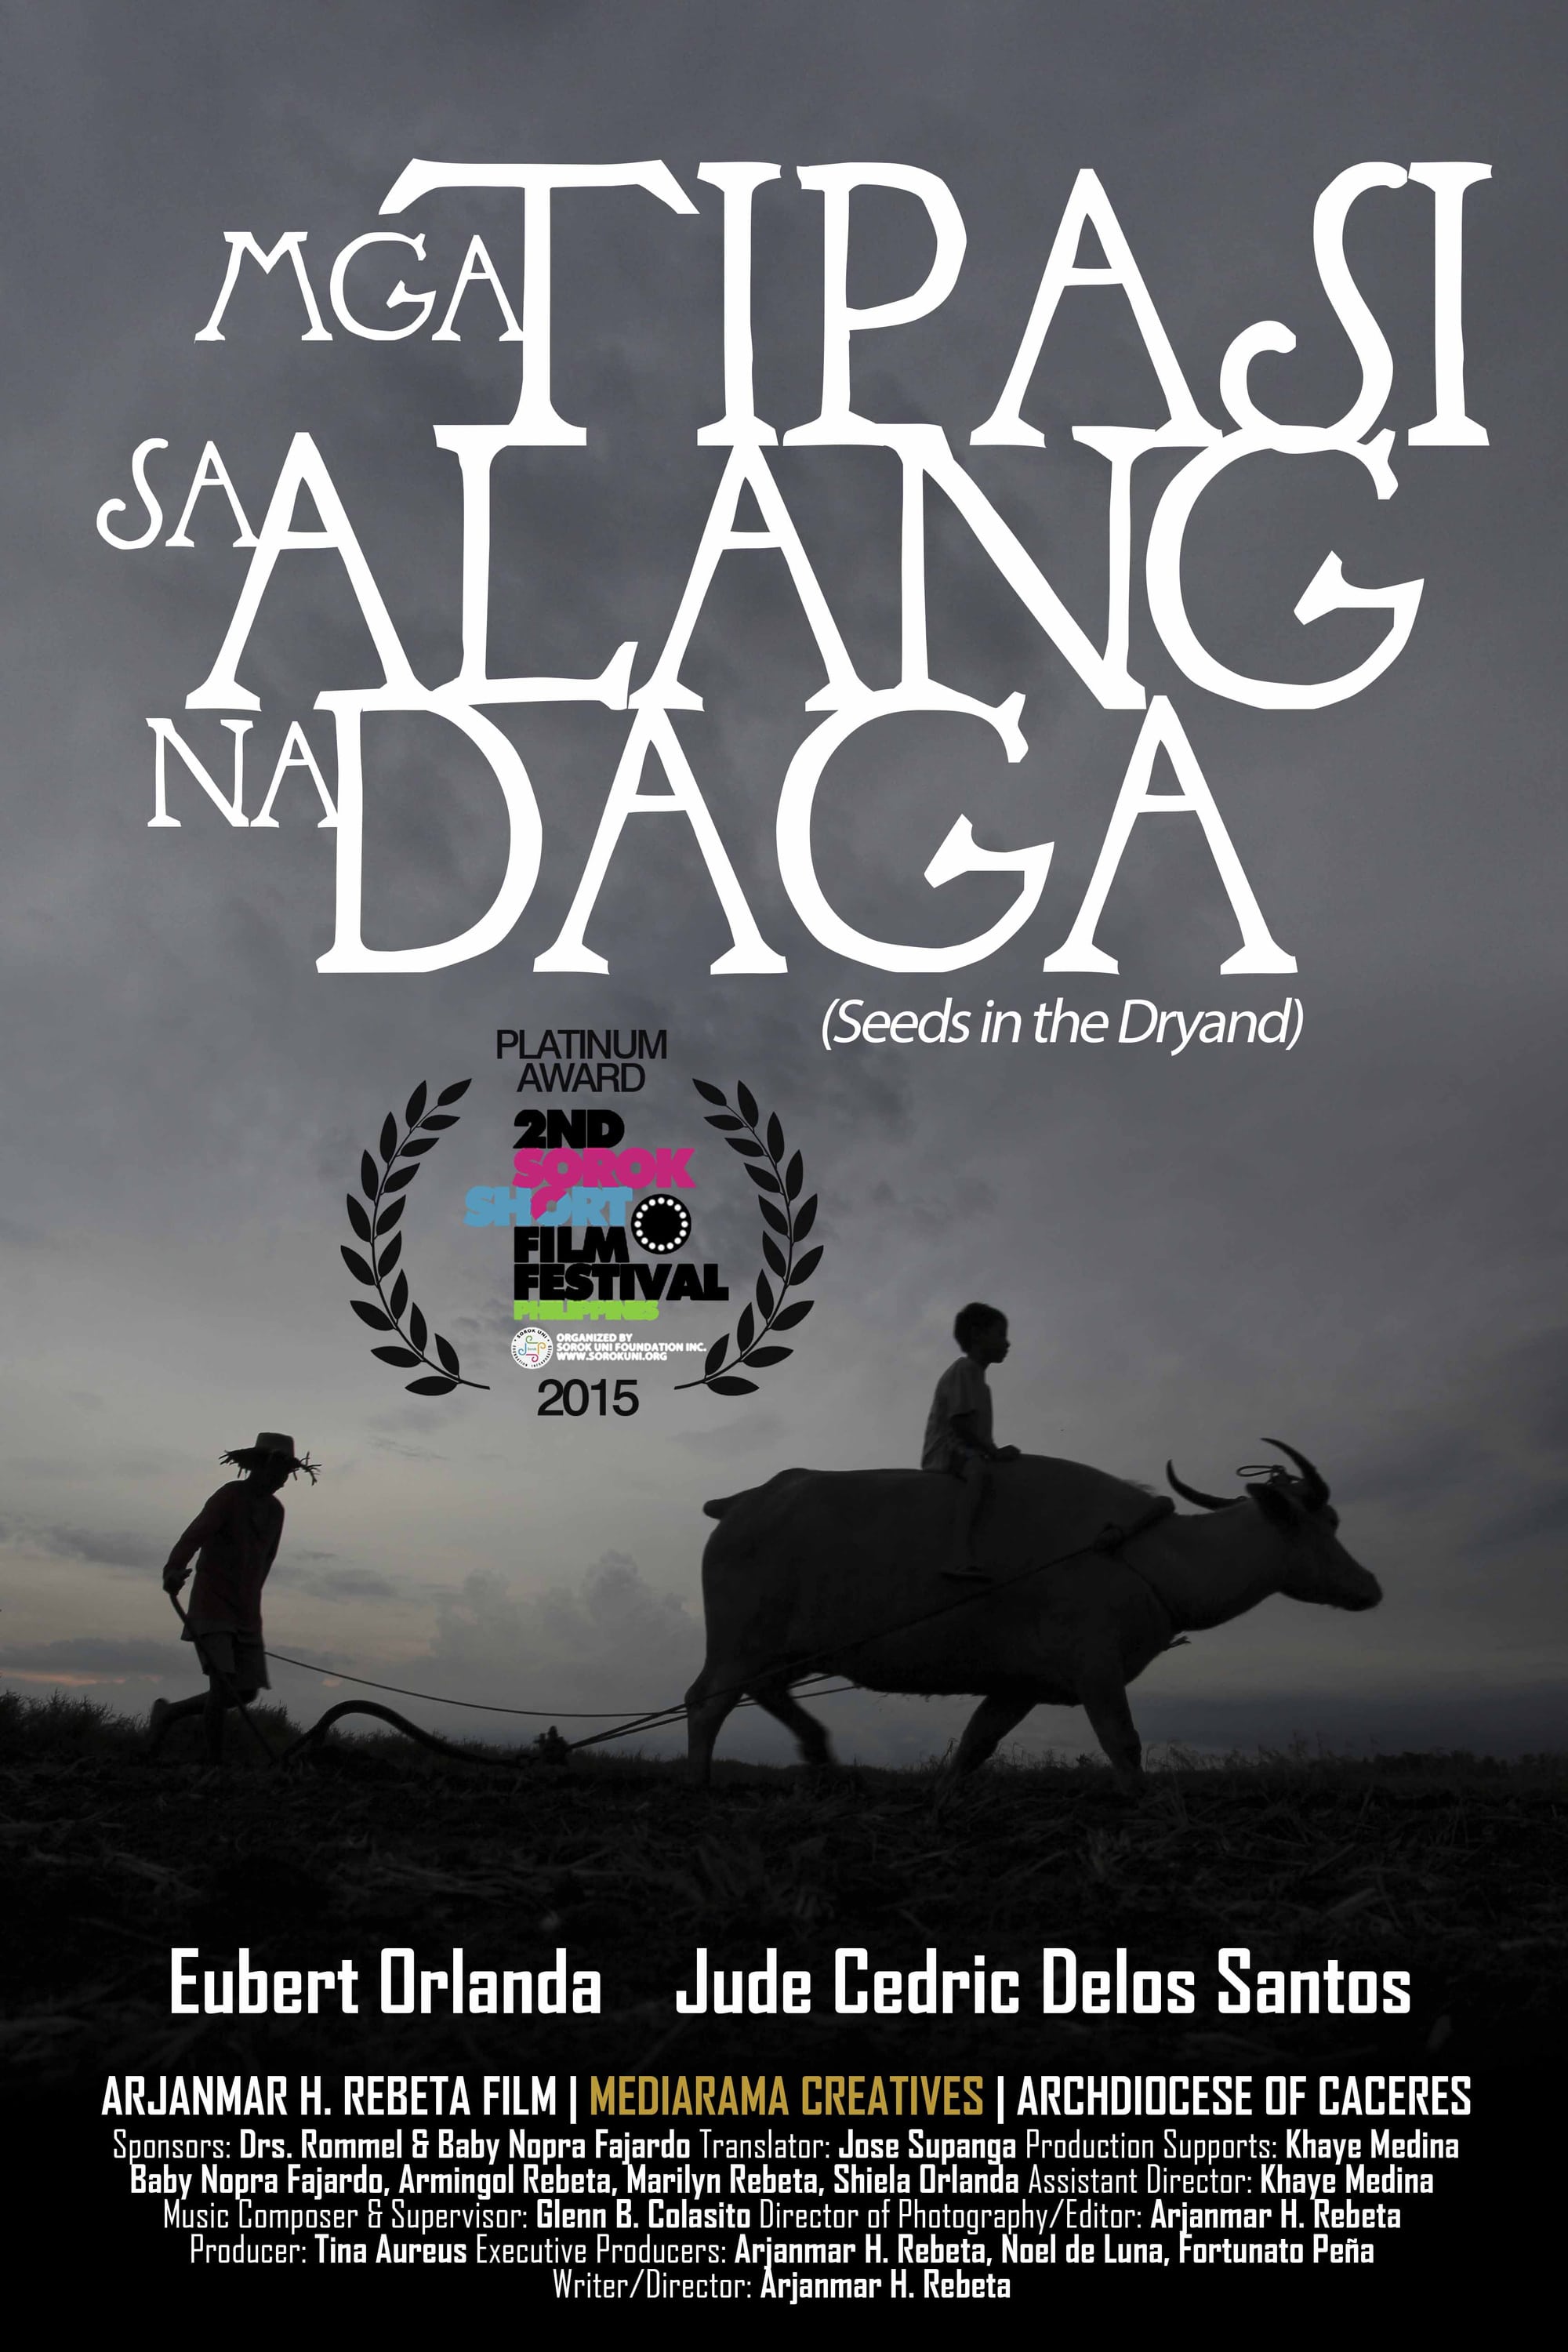 MGA TIPASI
SA ALANG
NA DAGA
(Seeds in the Dryand)
PLATINUM
AWARD
2ND
SOROK
SHORT
FILM
FESTIVAL
PHILIPPINES
ORGANIZED BY
SOROK UNI FOUNDATION INC.
WWW.SOROKUNI.ORG
2015
Eubert Orlanda Jude Cedric Delos Santos
ARJANMAR H. REBETA FILM | MEDIARAMA CREATIVES | ARCHDIOCESE OF CACERES
Sponsors: Drs. Rommel & Baby Nopra Fajardo Translator: Jose Supanga Production Supports: Khaye Medina
Baby Nopra Fajardo, Armingol Rebeta, Marilyn Rebeta, Shiela Orlanda Assistant Director: Khaye Medina
Music Composer & Supervisor: Glenn B. Colasito Director of Photography/Editor: Arjanmar H. Rebeta
Producer: Tina Aureus Executive Producers: Arjanmar H. Rebeta, Noel de Luna, Fortunato Peña
Writer/Director: Arjanmar H. Rebeta